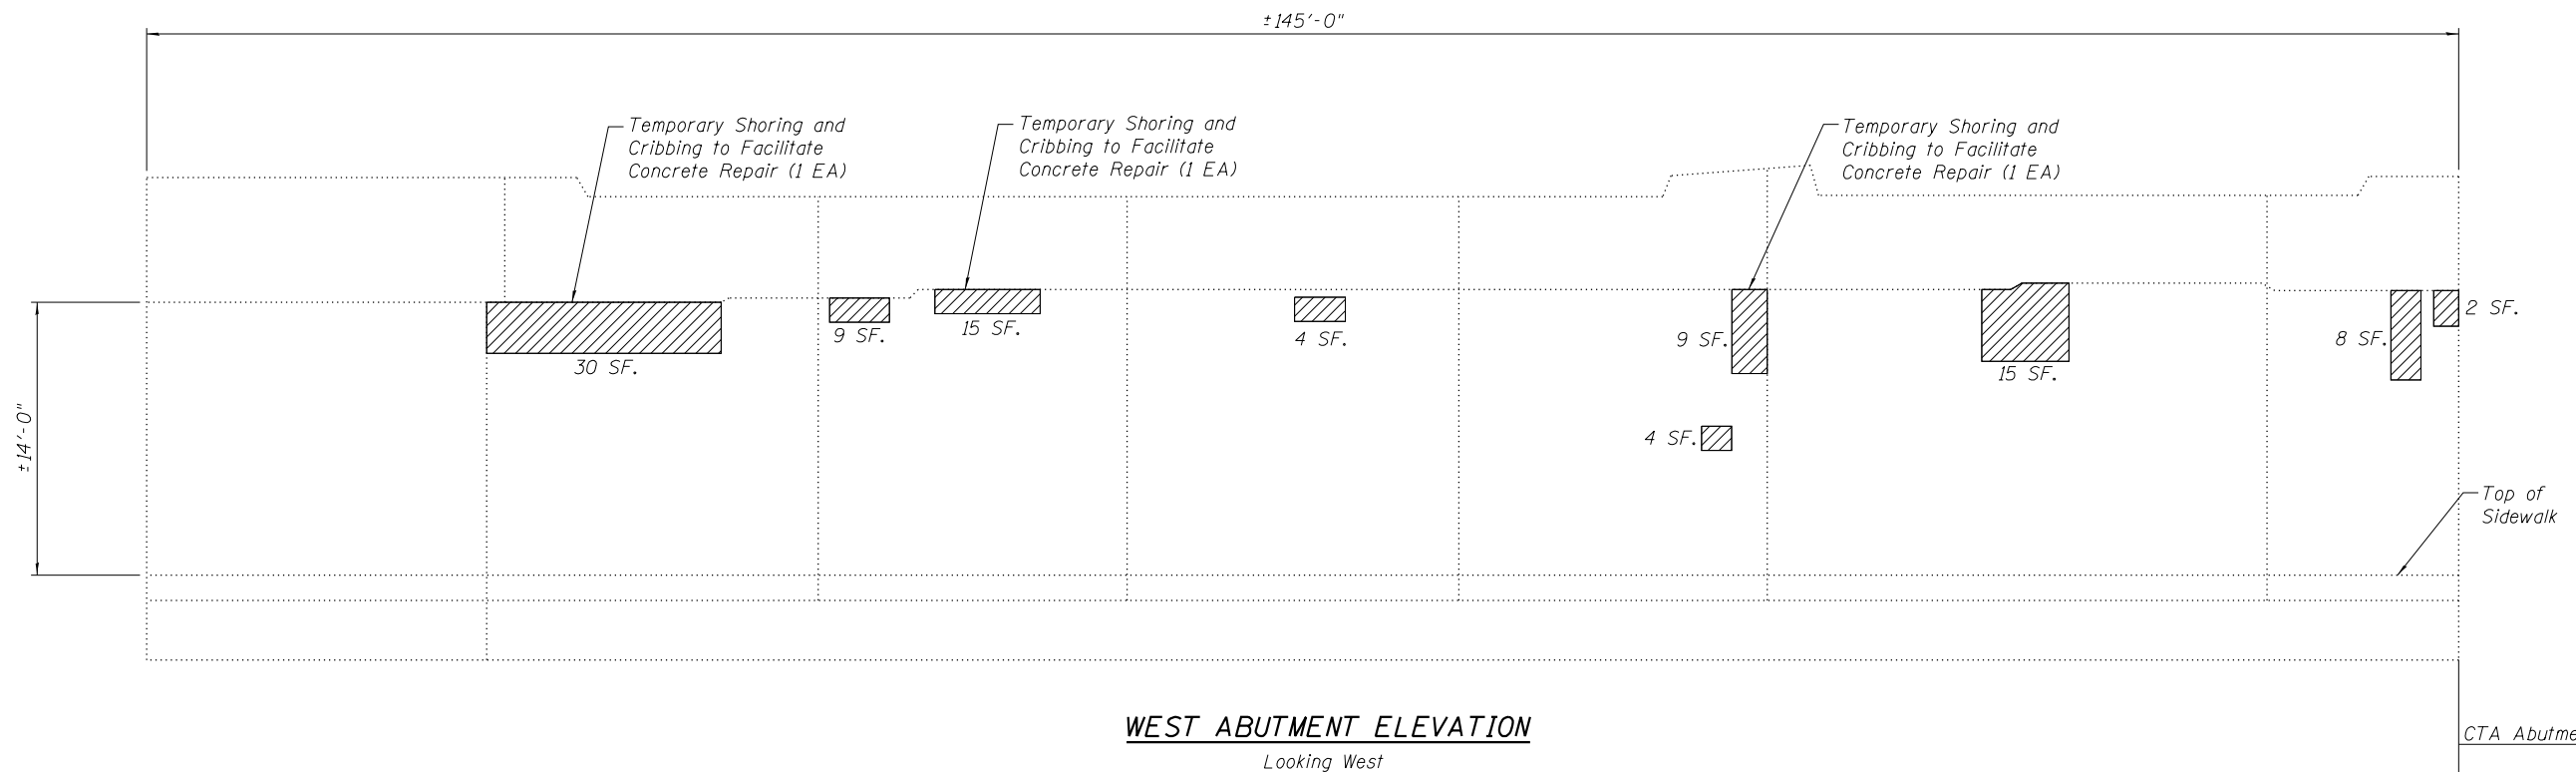 ±145'-0"
Temporary Shoring and
Cribbing to Facilitate
Concrete Repair (1 EA)
Temporary Shoring and
Cribbing to Facilitate
Concrete Repair (1 EA)
Temporary Shoring and
Cribbing to Facilitate
Concrete Repair (1 EA)
30 SF.
9 SF.
15 SF.
4 SF.
9 SF.
4 SF.
15 SF.
8 SF.
2 SF.
±14'-0"
Top of
Sidewalk
WEST ABUTMENT ELEVATION
Looking West
CTA Abutme